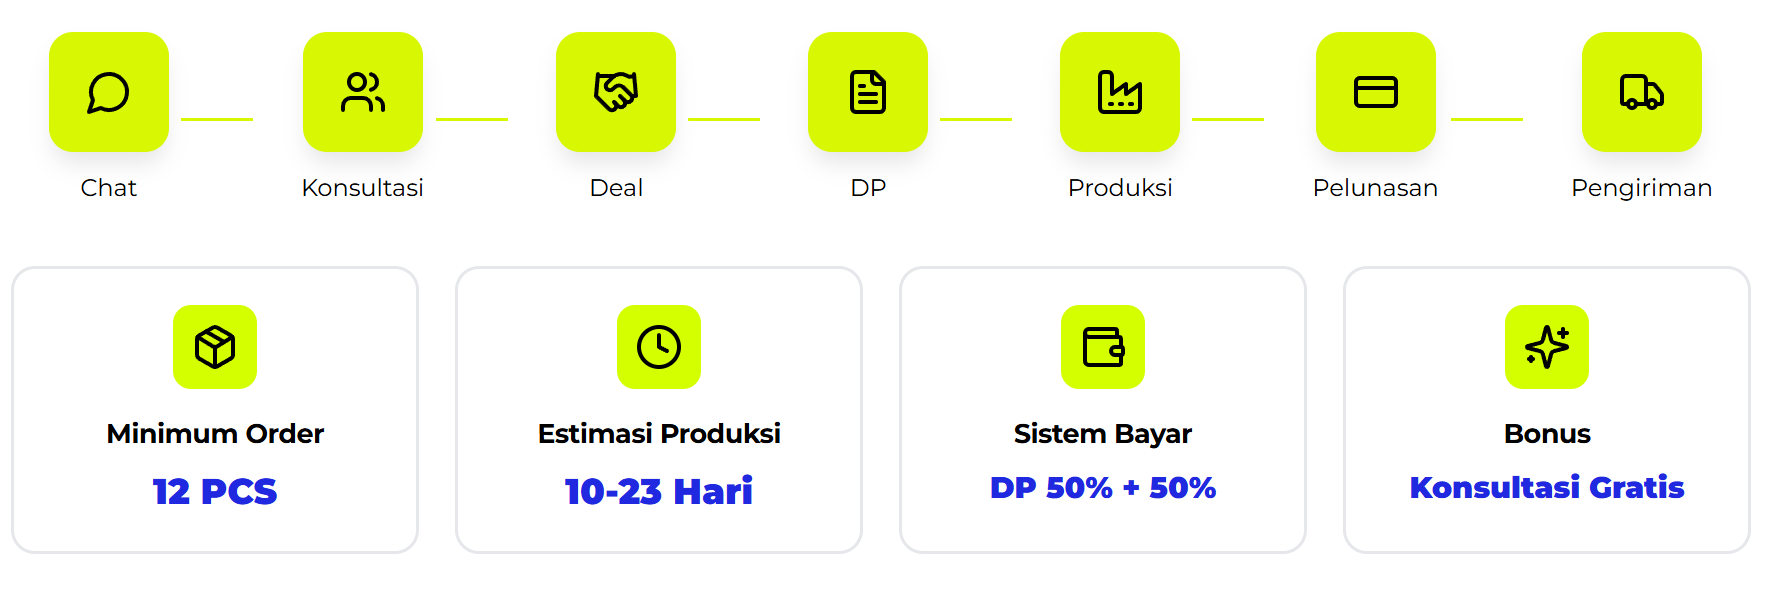 Chat
Konsultasi
Deal
DP
Produksi
Pelunasan
Pengiriman
Minimum Order
12 PCS
Estimasi Produksi
10-23 Hari
Sistem Bayar
DP 50% + 50%
Bonus
Konsultasi Gratis